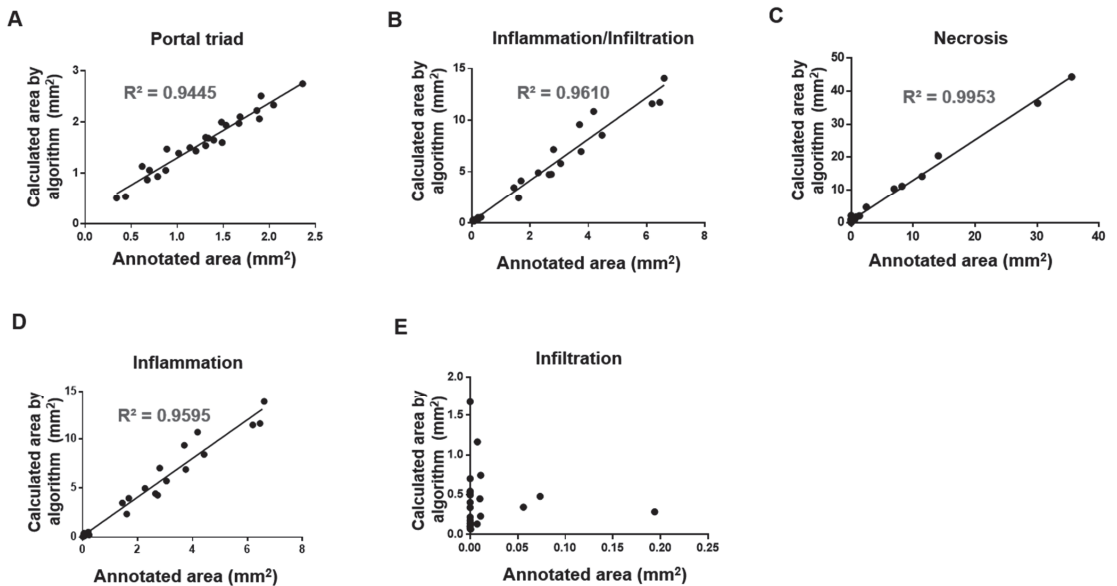 A
Portal triad
R² = 0.9445
Calculated area by
algorithm (mm²)
3
2
1
0
0.0 0.5 1.0 1.5 2.0 2.5
Annotated area (mm²)
B
Inflammation/Infiltration
R² = 0.9610
Calculated area by
algorithm (mm²)
15
10
5
0
0 2 4 6 8
Annotated area (mm²)
C
Necrosis
R² = 0.9953
Calculated area by
algorithm (mm²)
50
40
30
20
10
0
0 10 20 30 40
Annotated area (mm²)
D
Inflammation
R² = 0.9595
Calculated area by
algorithm (mm²)
15
10
5
0
0 2 4 6 8
Annotated area (mm²)
E
Infiltration
Calculated area by
algorithm (mm²)
2.0
1.5
1.0
0.5
0.0
0.00 0.05 0.10 0.15 0.20 0.25
Annotated area (mm²)